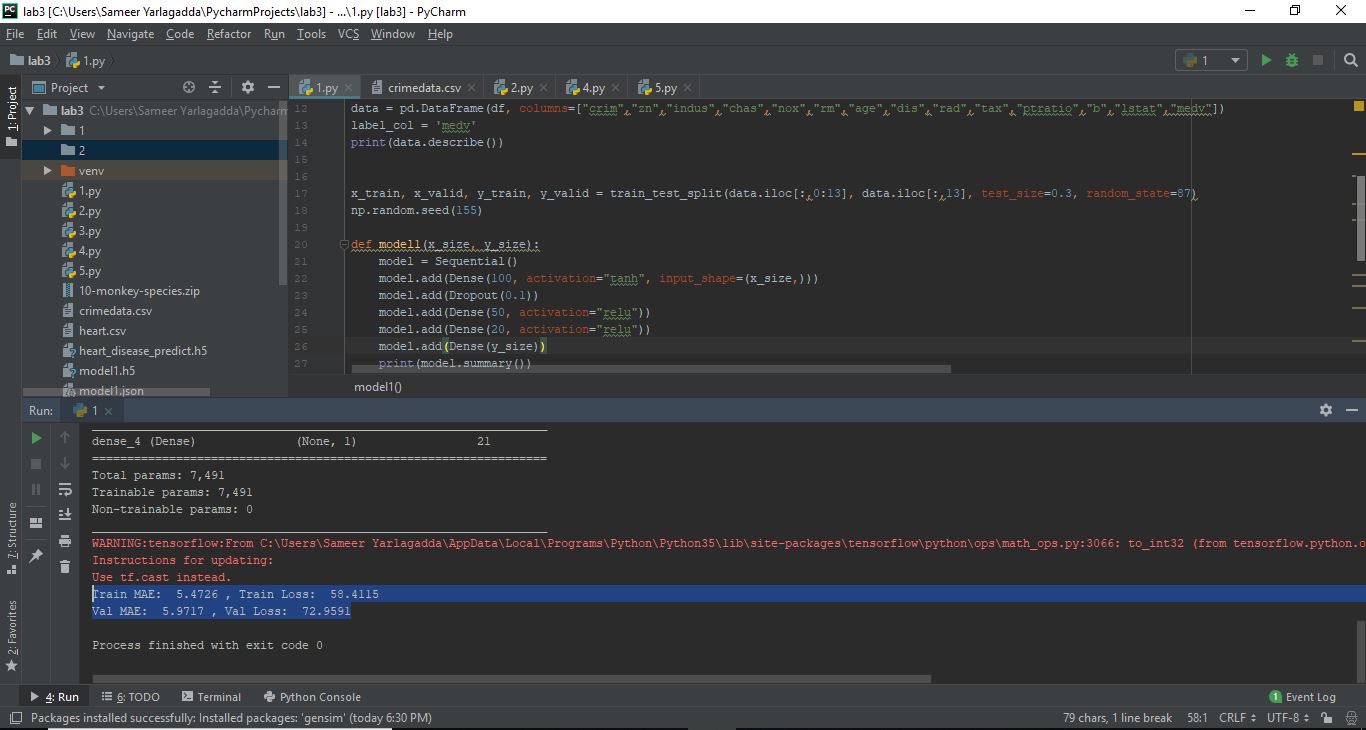 lab3 [C:\Users\Sameer Yarlagadda\PycharmProjects\lab3] - ...\1.py [lab3] - PyCharm
File Edit View Navigate Code Refactor Run Tools VCS Window Help
lab3 1.py 1
Project
1.py crimedata.csv 2.py 4.py 5.py
1: Project
lab3 C:\Users\Sameer Yarlagadda\Pycharm
1
2
venv
1.py
2.py
3.py
4.py
5.py
10-monkey-species.zip
crimedata.csv
heart.csv
heart_disease_predict.h5
model1.h5
model1.json
12 data = pd.DataFrame(df, columns=["crim","zn","indus","chas","nox","rm","age","dis","rad","tax","ptratio","b","lstat","medv"])
13 label_col = 'medv'
14 print(data.describe())
15
16
17 x_train, x_valid, y_train, y_valid = train_test_split(data.iloc[:,0:13], data.iloc[:,13], test_size=0.3, random_state=87)
18 np.random.seed(155)
19
20 def model1(x_size, y_size):
21 model = Sequential()
22 model.add(Dense(100, activation="tanh", input_shape=(x_size,)))
23 model.add(Dropout(0.1))
24 model.add(Dense(50, activation="relu"))
25 model.add(Dense(20, activation="relu"))
26 model.add(Dense(y_size))
27 print(model.summary())
model1()
Run: 1
dense_4 (Dense) (None, 1) 21
=================================================================
Total params: 7,491
Trainable params: 7,491
Non-trainable params: 0
WARNING:tensorflow:From C:\Users\Sameer Yarlagadda\AppData\Local\Programs\Python\Python35\lib\site-packages\tensorflow\python\ops\math_ops.py:3066: to_int32 (from tensorflow.python.o
Instructions for updating:
Use tf.cast instead.
Train MAE: 5.4726 , Train Loss: 58.4115
Val MAE: 5.9717 , Val Loss: 72.9591
Process finished with exit code 0
7: Structure
2: Favorites
4: Run 6: TODO Terminal Python Console 1 Event Log
Packages installed successfully: Installed packages: 'gensim' (today 6:30 PM) 79 chars, 1 line break 58:1 CRLF UTF-8